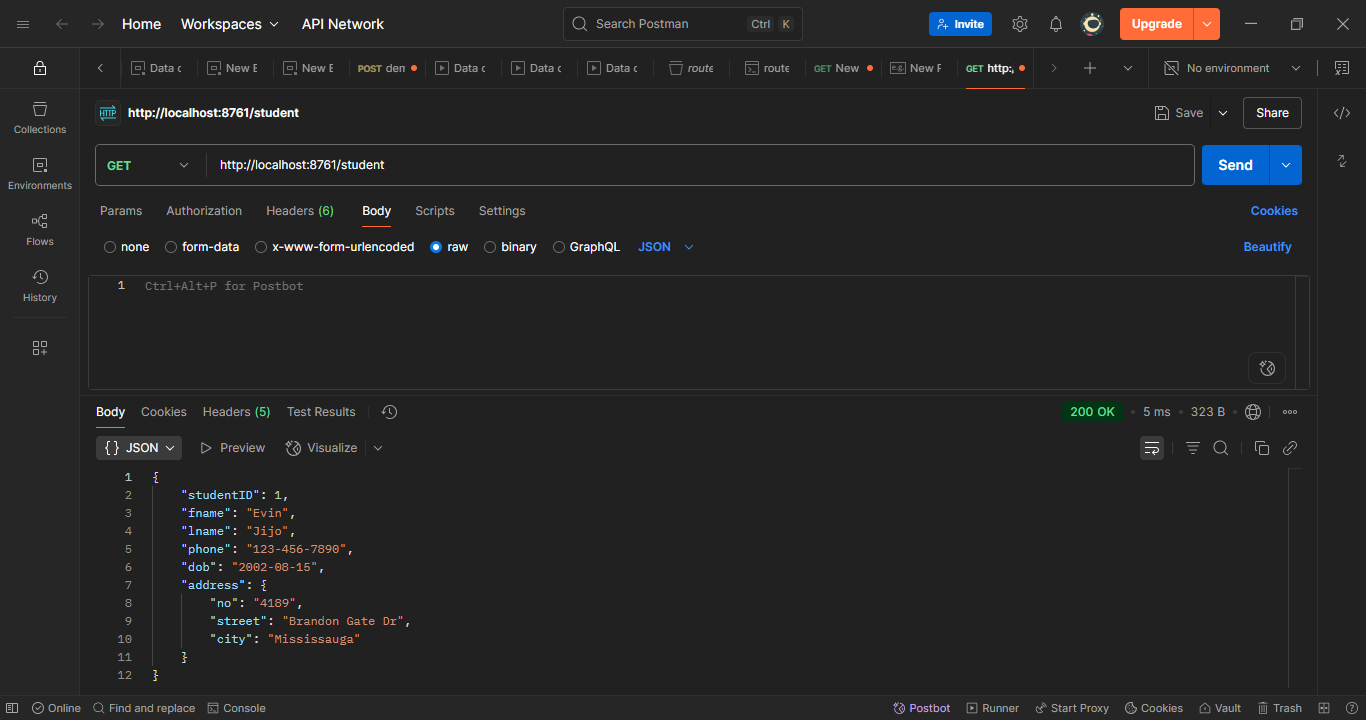 Home Workspaces API Network Search Postman Ctrl K Invite Upgrade
Data c New E New E POST den Data c Data c Data c route route GET New e.g. New F GET http:/ No environment
HTTP http://localhost:8761/student Save Share
Collections
GET http://localhost:8761/student Send
Environments
Params Authorization Headers (6) Body Scripts Settings Cookies
Flows
none form-data x-www-form-urlencoded raw binary GraphQL JSON Beautify
1 Ctrl+Alt+P for Postbot
History
Body Cookies Headers (5) Test Results 200 OK • 5 ms • 323 B
{} JSON Preview Visualize
1 {
2 "studentID": 1,
3 "fname": "Evin",
4 "lname": "Jijo",
5 "phone": "123-456-7890",
6 "dob": "2002-08-15",
7 "address": {
8 "no": "4189",
9 "street": "Brandon Gate Dr",
10 "city": "Mississauga"
11 }
12 }
Online Find and replace Console Postbot Runner Start Proxy Cookies Vault Trash